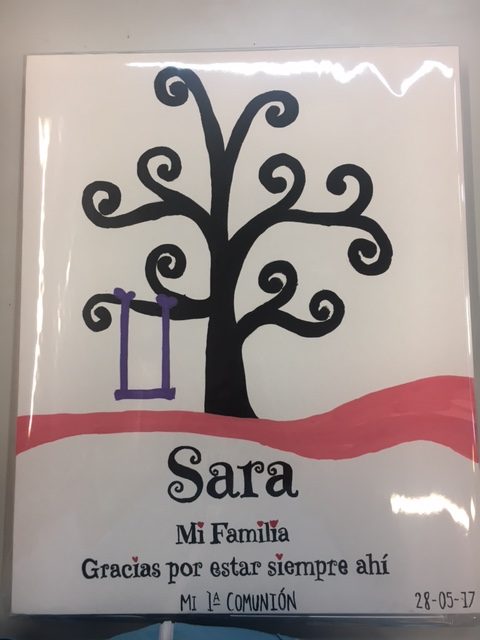 Sara
Mi Familia
Gracias por estar siempre ahí
MI 1ª COMUNIÓN
28-05-17